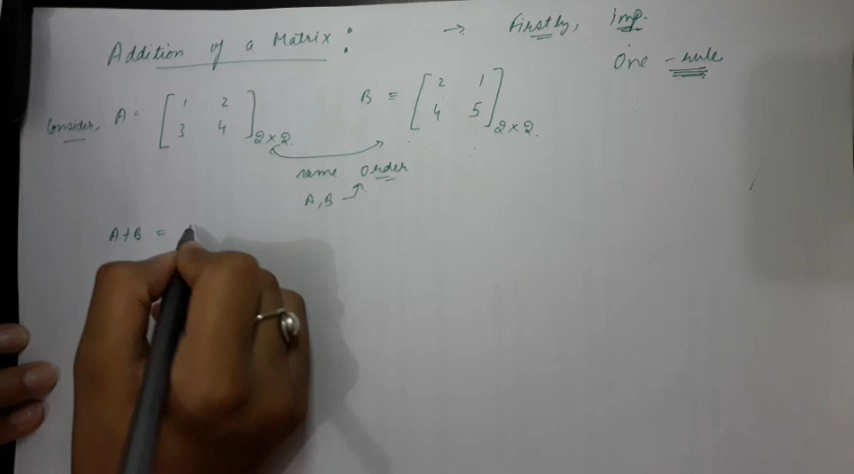 Addition of a Matrix : → Firstly, imp.
One - rule
Consider, A = [ 1 2 3 4 ] 2×2. B = [ 2 1 4 5 ] 2×2.
same order
A, B
A+B =